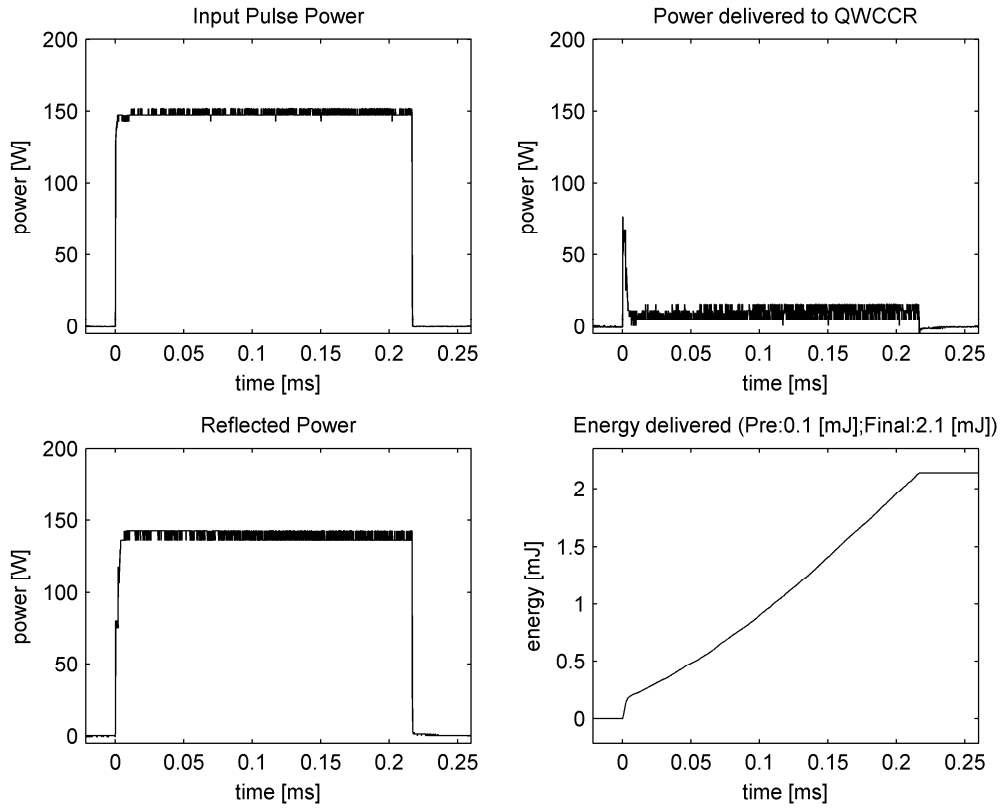 Input Pulse Power
200
150
100
50
0
power [W]
0 0.05 0.1 0.15 0.2 0.25
time [ms]
Power delivered to QWCCR
200
150
100
50
0
power [W]
0 0.05 0.1 0.15 0.2 0.25
time [ms]
Reflected Power
200
150
100
50
0
power [W]
0 0.05 0.1 0.15 0.2 0.25
time [ms]
Energy delivered (Pre:0.1 [mJ];Final:2.1 [mJ])
2
1.5
1
0.5
0
energy [mJ]
0 0.05 0.1 0.15 0.2 0.25
time [ms]